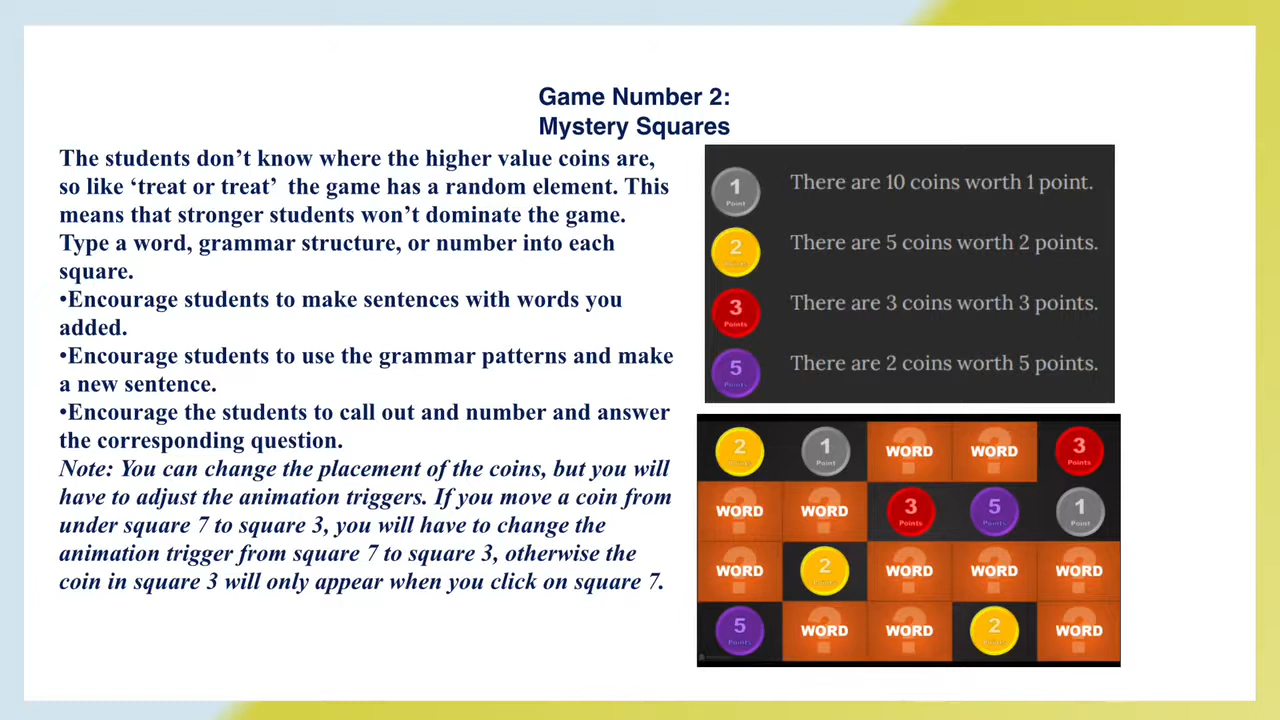 Game Number 2:
Mystery Squares
The students don’t know where the higher value coins are,
so like ‘treat or treat’ the game has a random element. This
means that stronger students won’t dominate the game.
Type a word, grammar structure, or number into each
square.
•Encourage students to make sentences with words you
added.
•Encourage students to use the grammar patterns and make
a new sentence.
•Encourage the students to call out and number and answer
the corresponding question.
Note: You can change the placement of the coins, but you will
have to adjust the animation triggers. If you move a coin from
under square 7 to square 3, you will have to change the
animation trigger from square 7 to square 3, otherwise the
coin in square 3 will only appear when you click on square 7.
1
Point
There are 10 coins worth 1 point.
2
Points
There are 5 coins worth 2 points.
3
Points
There are 3 coins worth 3 points.
5
Points
There are 2 coins worth 5 points.
2 1 WORD WORD 3
Points Point Points
WORD WORD 3 5 1
Points Points Point
WORD 2 WORD WORD WORD
Points
5 WORD WORD 2 WORD
Points Points